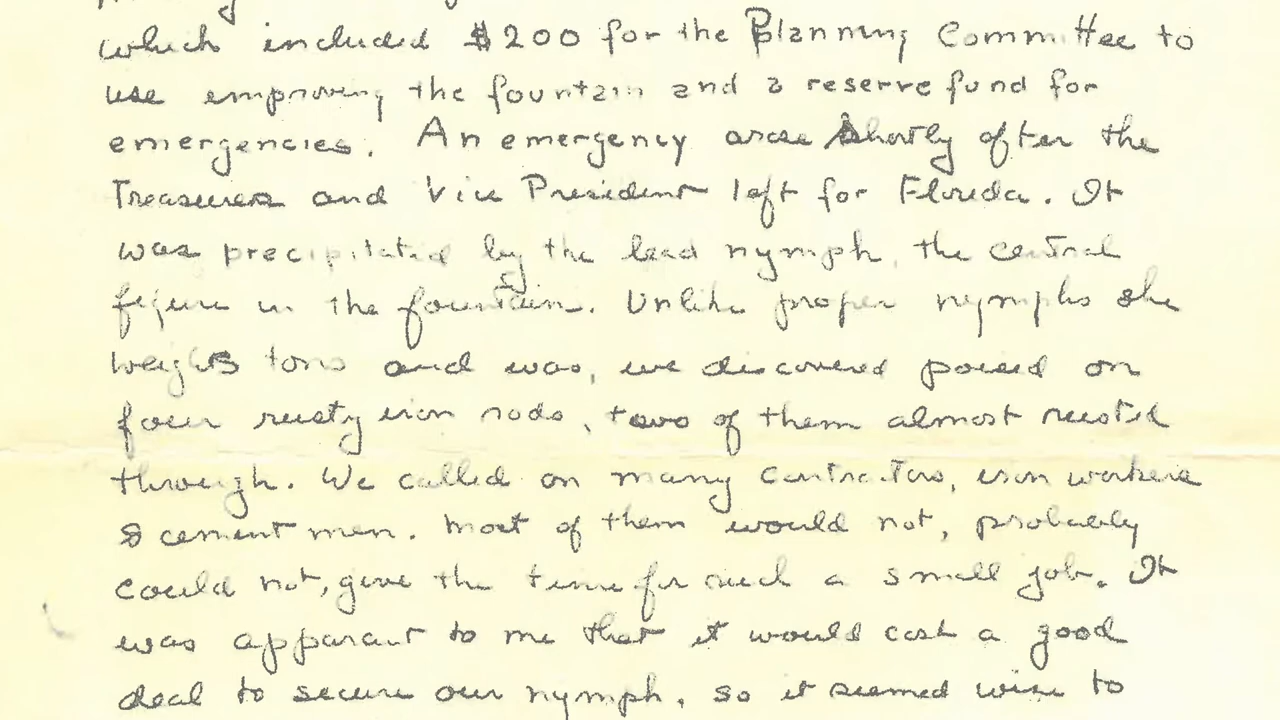 which included $200 for the Planning Committee to
use improving the fountain and a reserve fund for
emergencies. An emergency arose shortly after the
Treasurer and Vice President left for Florida. It
was precipitated by the lead nymph, the central
figure in the fountain. Unlike proper nymphs she
weighs tons and was, we discovered poised on
four rusty iron rods, two of them almost rusted
through. We called on many contractors, iron workers
& cement men. Most of them would not, probably
could not, give the time for such a small job. It
was apparant to me that it would cost a good
deal to secure our nymph, so it seemed wise to